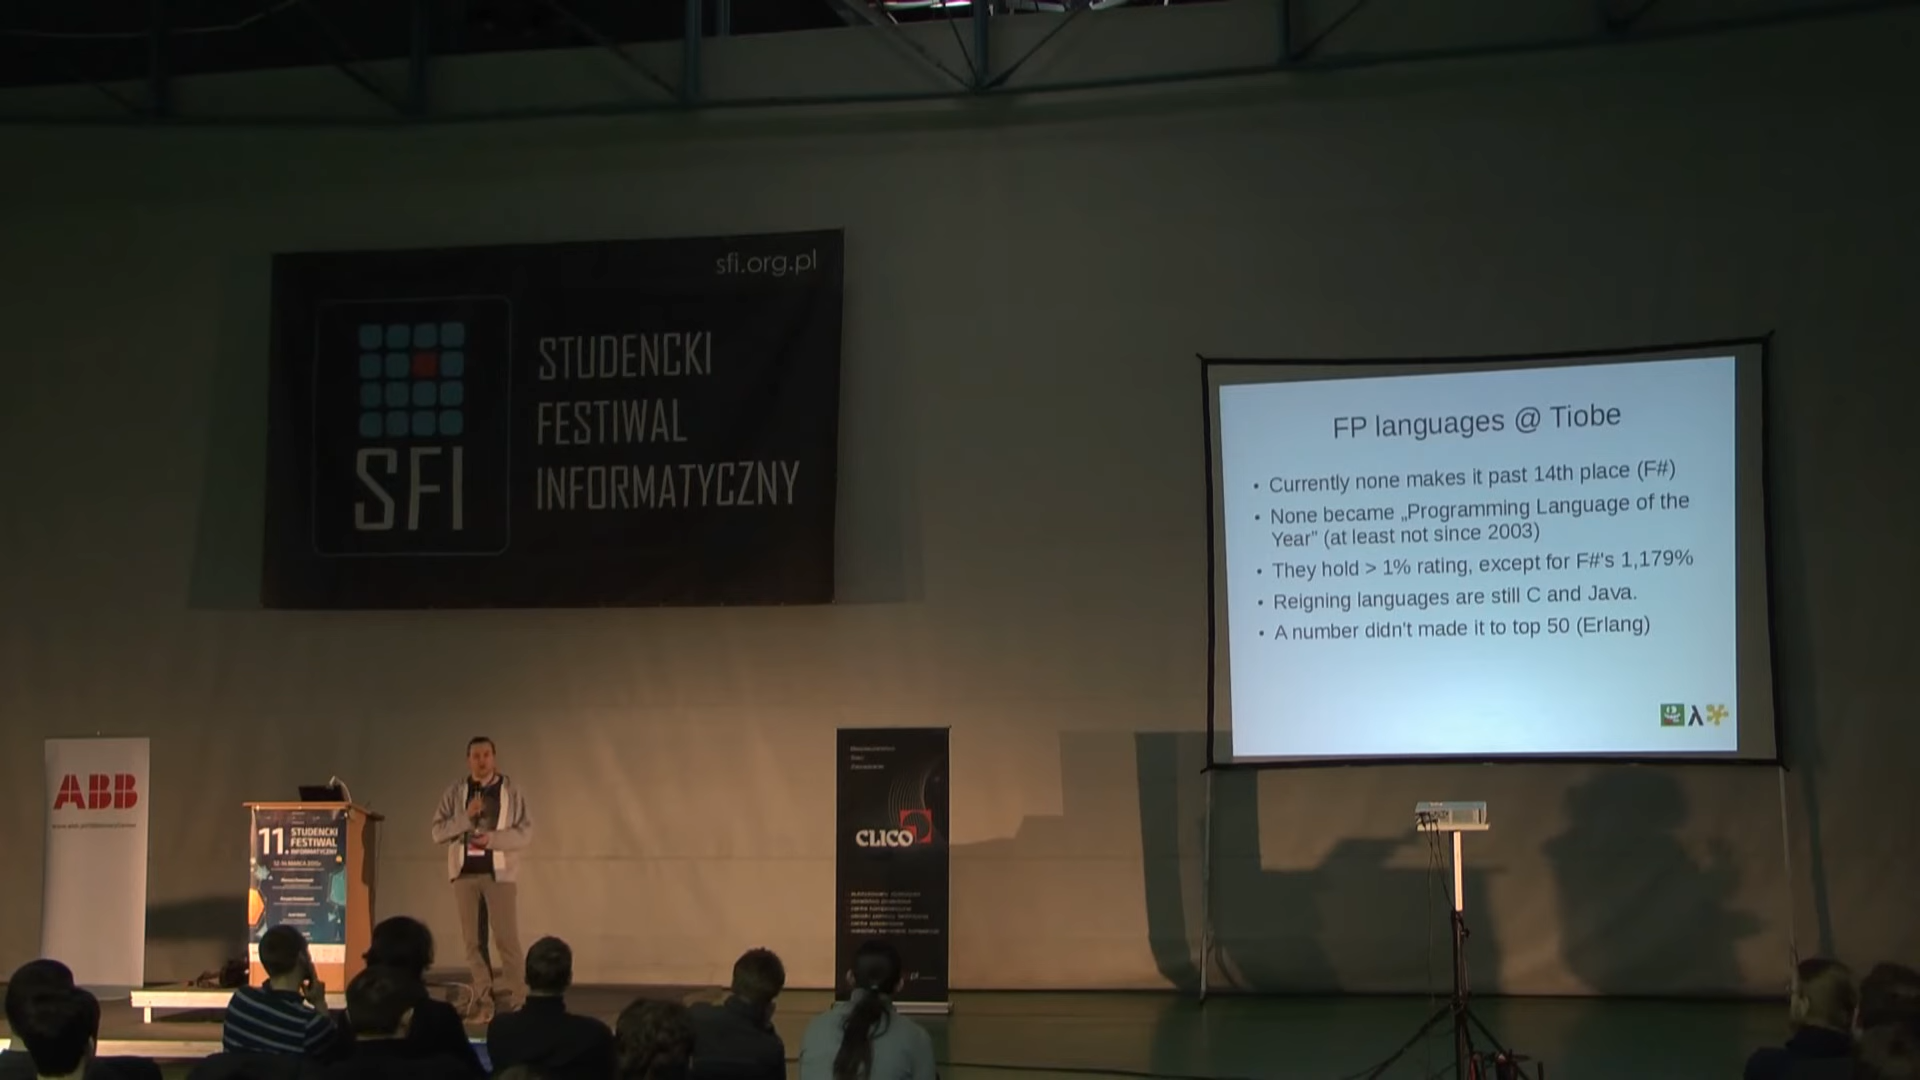 sfi.org.pl
STUDENCKI
FESTIWAL
INFORMATYCZNY
SFI
FP languages @ Tiobe
• Currently none makes it past 14th place (F#)
• None became „Programming Language of the
Year" (at least not since 2003)
• They hold > 1% rating, except for F#'s 1,179%
• Reigning languages are still C and Java.
• A number didn't made it to top 50 (Erlang)
λ
ABB
11.
STUDENCKI
FESTIWAL
INFORMATYCZNY
CLICO